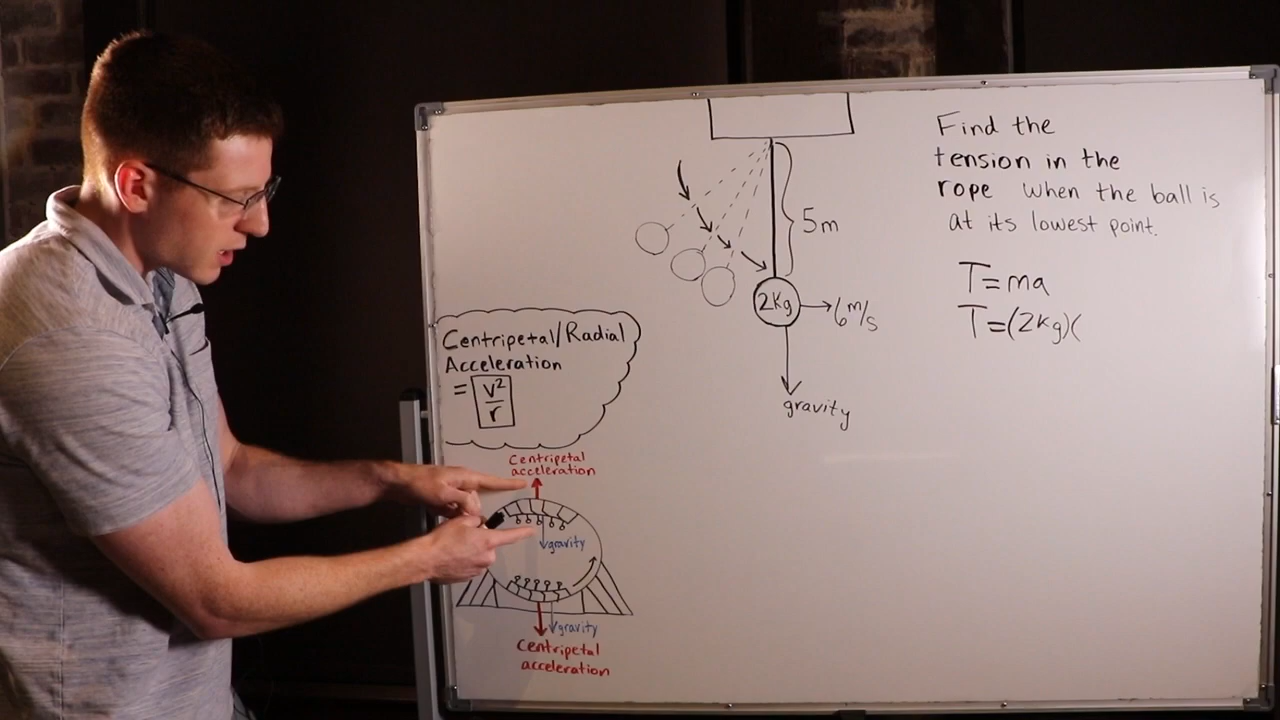 Find the
tension in the
rope when the ball is
at its lowest point.
5m
2kg
6 m/s
gravity
T=ma
T=(2kg)(
Centripetal/Radial
Acceleration
= v²/r
Centripetal
acceleration
gravity
gravity
Centripetal
acceleration